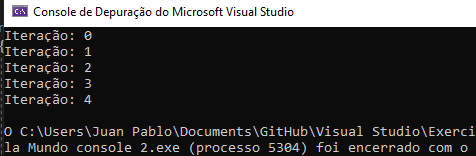 Console de Depuração do Microsoft Visual Studio
Iteração: 0
Iteração: 1
Iteração: 2
Iteração: 3
Iteração: 4
O C:\Users\Juan Pablo\Documents\GitHub\Visual Studio\Exerci
la Mundo console 2.exe (processo 5304) foi encerrado com o